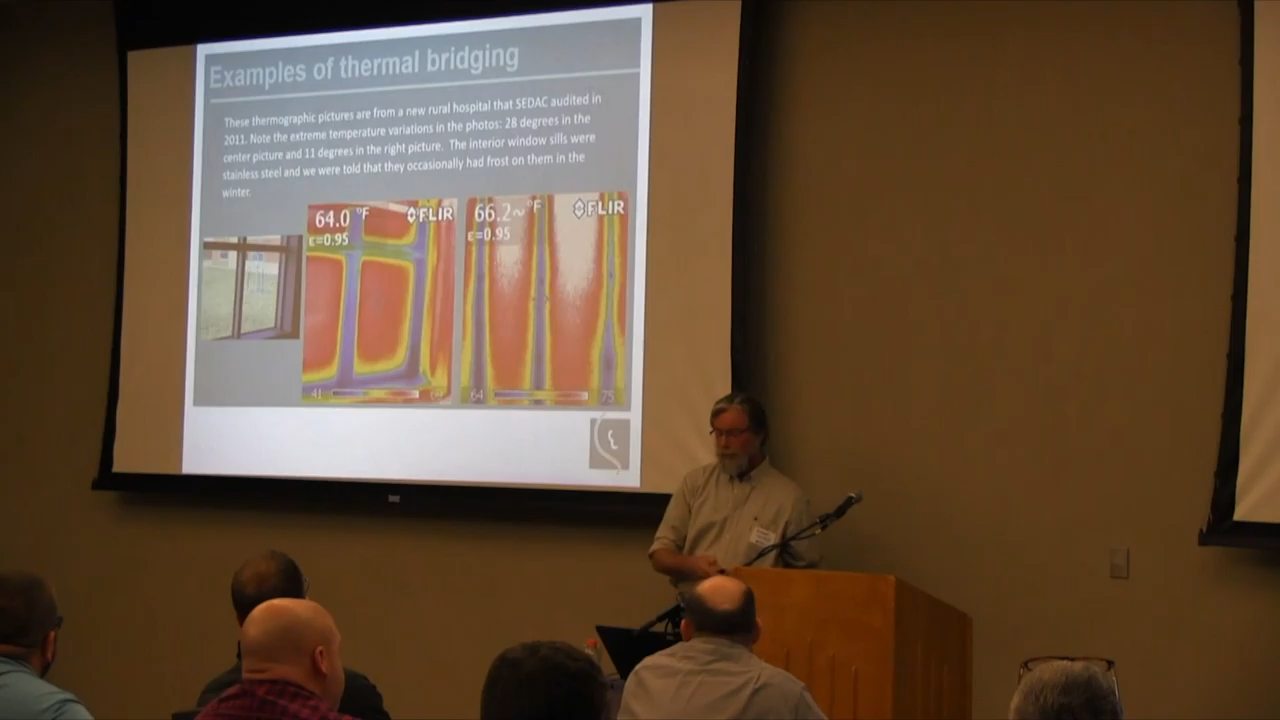 Examples of thermal bridging
These thermographic pictures are from a new rural hospital that SEDAC audited in
2011. Note the extreme temperature variations in the photos: 28 degrees in the
center picture and 11 degrees in the right picture.  The interior window sills were
stainless steel and we were told that they occasionally had frost on them in the
winter.
64.0 °F
FLIR
ε=0.95
66.2~ °F
FLIR
ε=0.95
41
64
75